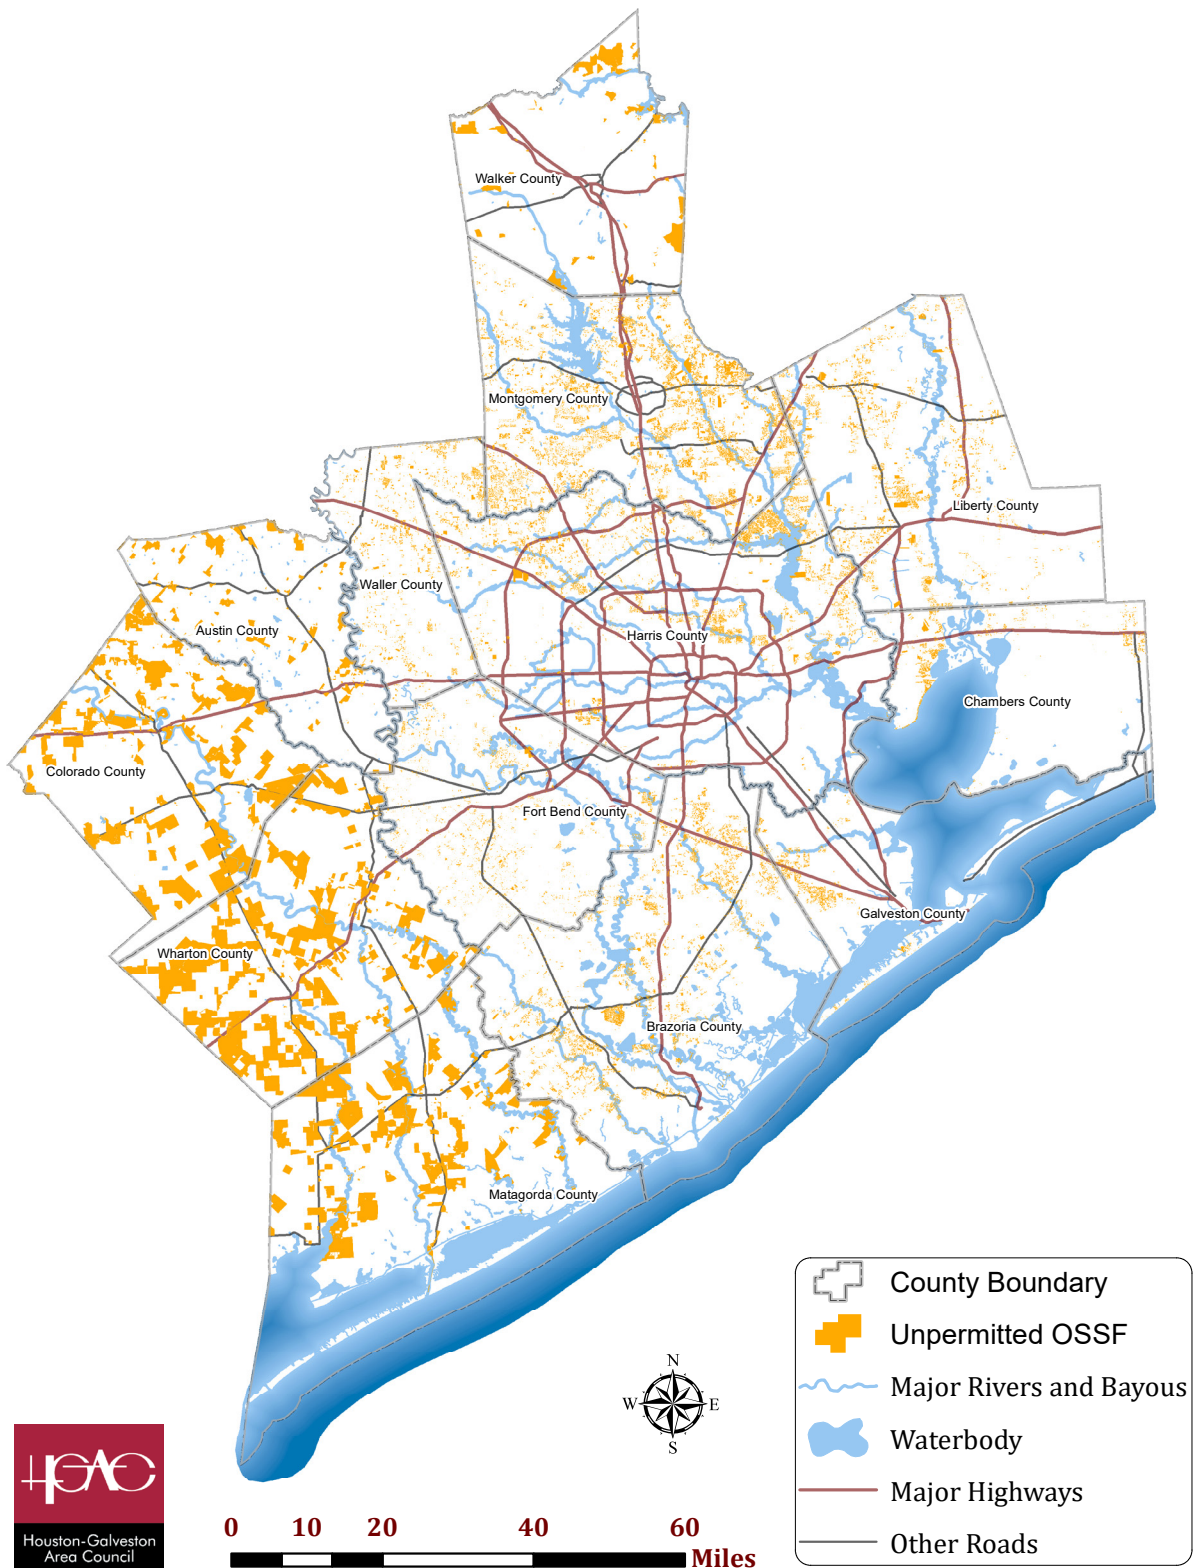 Walker County
Montgomery County
Liberty County
Waller County
Austin County
Harris County
Chambers County
Colorado County
Fort Bend County
Galveston County
Wharton County
Brazoria County
Matagorda County
County Boundary
Unpermitted OSSF
Major Rivers and Bayous
Waterbody
Major Highways
Other Roads
N
W E
S
Houston-Galveston
Area Council
0 10 20 40 60
Miles